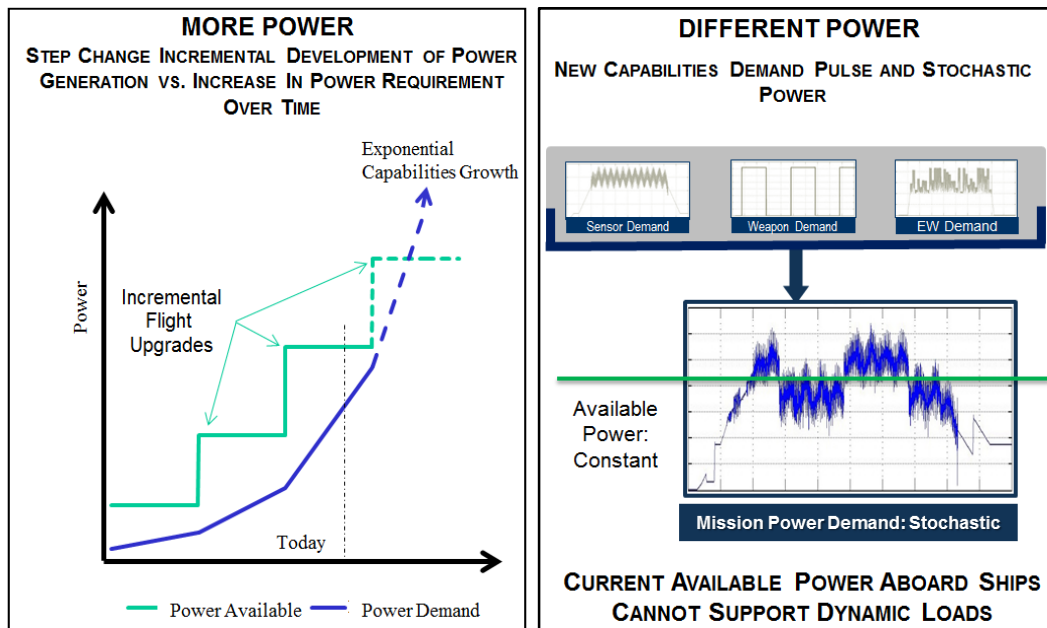 MORE POWER
STEP CHANGE INCREMENTAL DEVELOPMENT OF POWER
GENERATION VS. INCREASE IN POWER REQUIREMENT
OVER TIME
Exponential
Capabilities Growth
Incremental
Flight
Upgrades
Power
Today
Power Available
Power Demand
DIFFERENT POWER
NEW CAPABILITIES DEMAND PULSE AND STOCHASTIC
POWER
Sensor Demand
Weapon Demand
EW Demand
Available
Power:
Constant
Mission Power Demand: Stochastic
CURRENT AVAILABLE POWER ABOARD SHIPS
CANNOT SUPPORT DYNAMIC LOADS